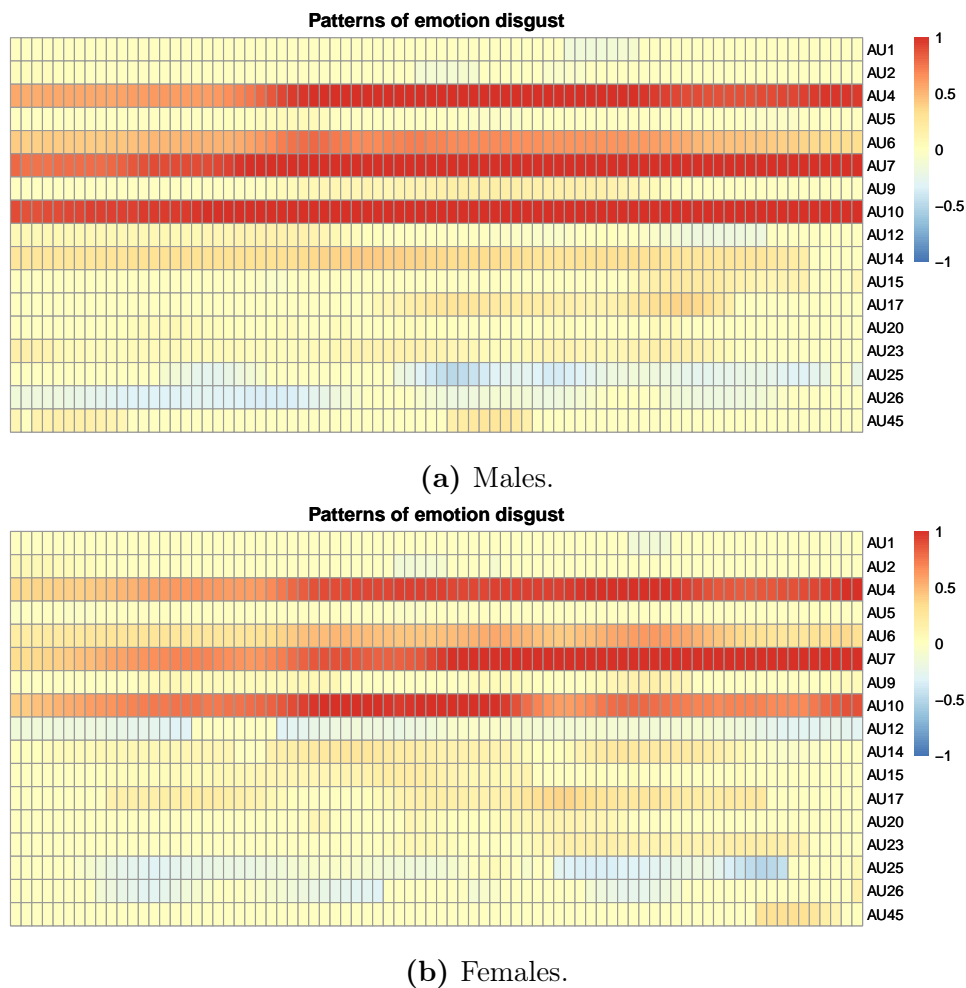 Patterns of emotion disgust
AU1
AU2
AU4
AU5
AU6
AU7
AU9
AU10
AU12
AU14
AU15
AU17
AU20
AU23
AU25
AU26
AU45
1
0.5
0
−0.5
−1
(a) Males.
Patterns of emotion disgust
AU1
AU2
AU4
AU5
AU6
AU7
AU9
AU10
AU12
AU14
AU15
AU17
AU20
AU23
AU25
AU26
AU45
1
0.5
0
−0.5
−1
(b) Females.